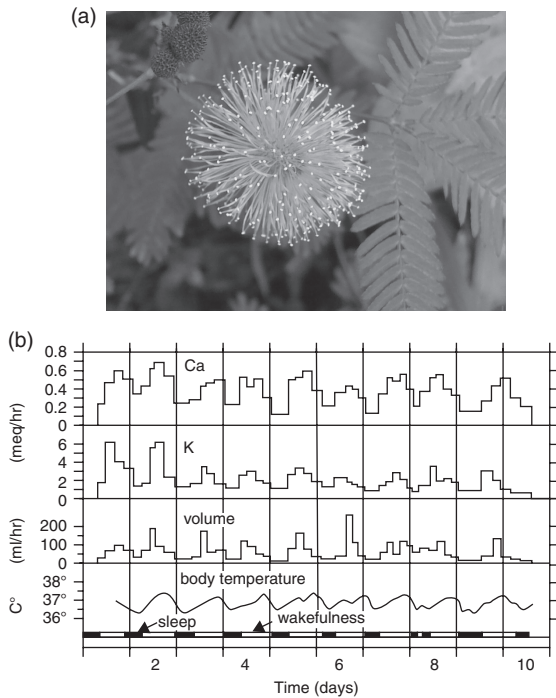 (a)
(b)
0.8
0.6
0.4
0.2
0
Ca
(meq/hr)
6
4
2
0
K
200
100
0
volume
(ml/hr)
38°
37°
36°
C°
body temperature
sleep
wakefulness
2 4 6 8 10
Time (days)